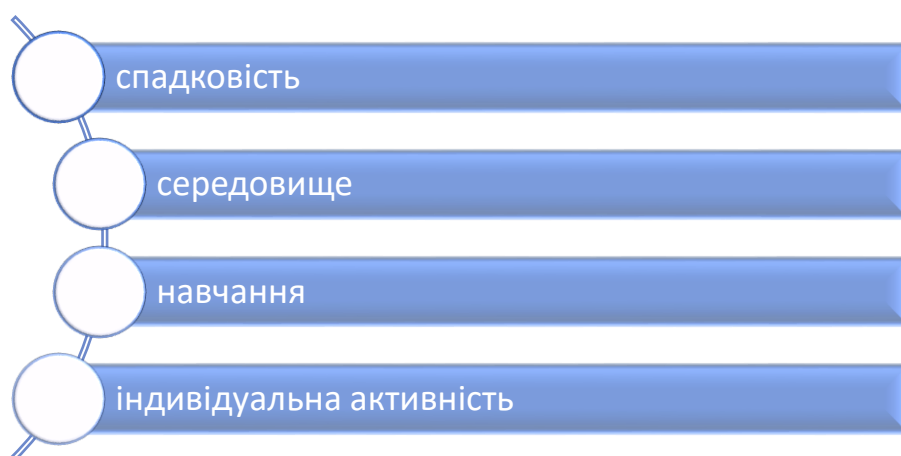 спадковість
середовище
навчання
індивідуальна активність